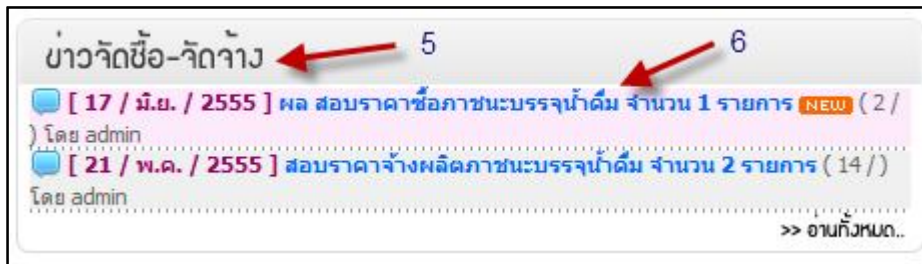 ข่าวจัดซื้อ-จัดจ้าง 5 6
[ 17 / มิ.ย. / 2555 ] ผล สอบราคาซื้อภาชนะบรรจุน้ำดื่ม จำนวน 1 รายการ NEW ( 2 /
) โดย admin
[ 21 / พ.ค. / 2555 ] สอบราคาจ้างผลิตภาชนะบรรจุน้ำดื่ม จำนวน 2 รายการ ( 14 / )
โดย admin
>> อ่านทั้งหมด..